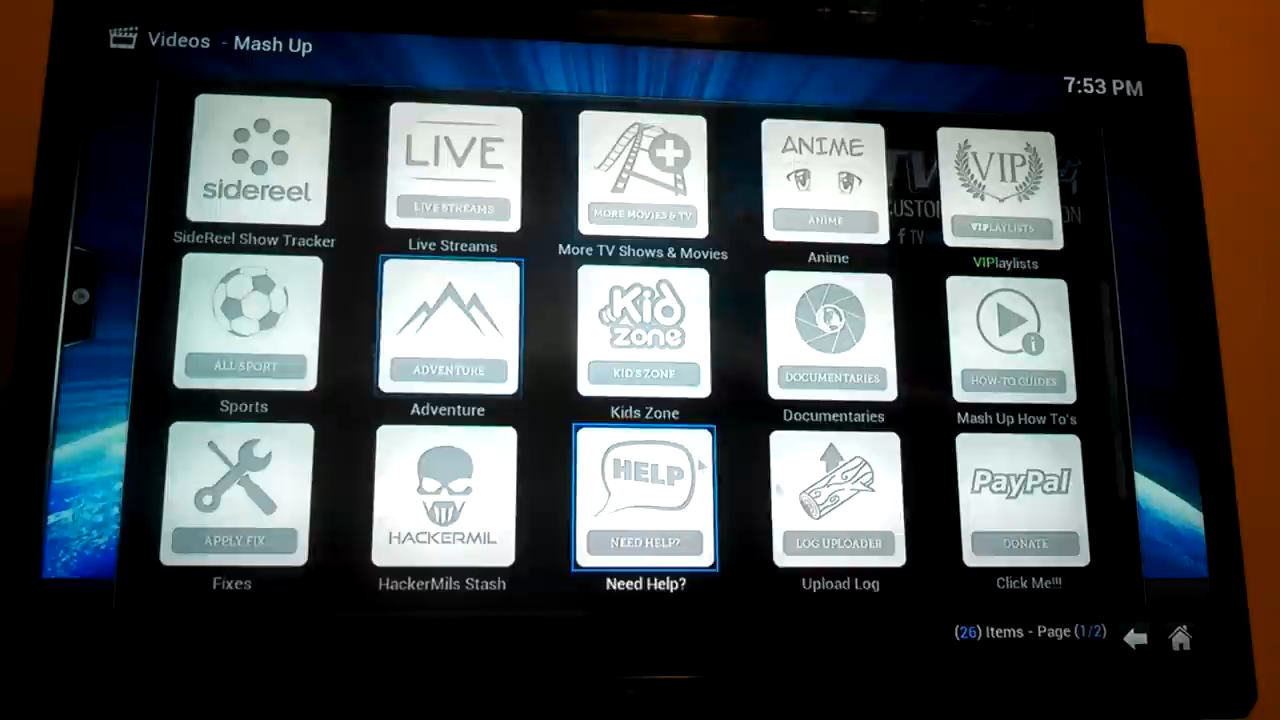 Videos - Mash Up
7:53 PM
sidereel
LIVE
LIVE STREAMS
MORE MOVIES & TV
ANIME
ANIME
VIP
VIPLAYLISTS
TV
SideReel Show Tracker
Live Streams
More TV Shows & Movies
Anime
VIPlaylists
f TV
ALL SPORT
ADVENTURE
Kid
zone
KID'S ZONE
DOCUMENTARIES
i
HOW-TO GUIDES
Sports
Adventure
Kids Zone
Documentaries
Mash Up How To's
APPLY FIX
HACKERMIL
HELP
NEED HELP?
LOG UPLOADER
PayPal
DONATE
Fixes
HackerMils Stash
Need Help?
Upload Log
Click Me!!!
(26) Items - Page (1/2)